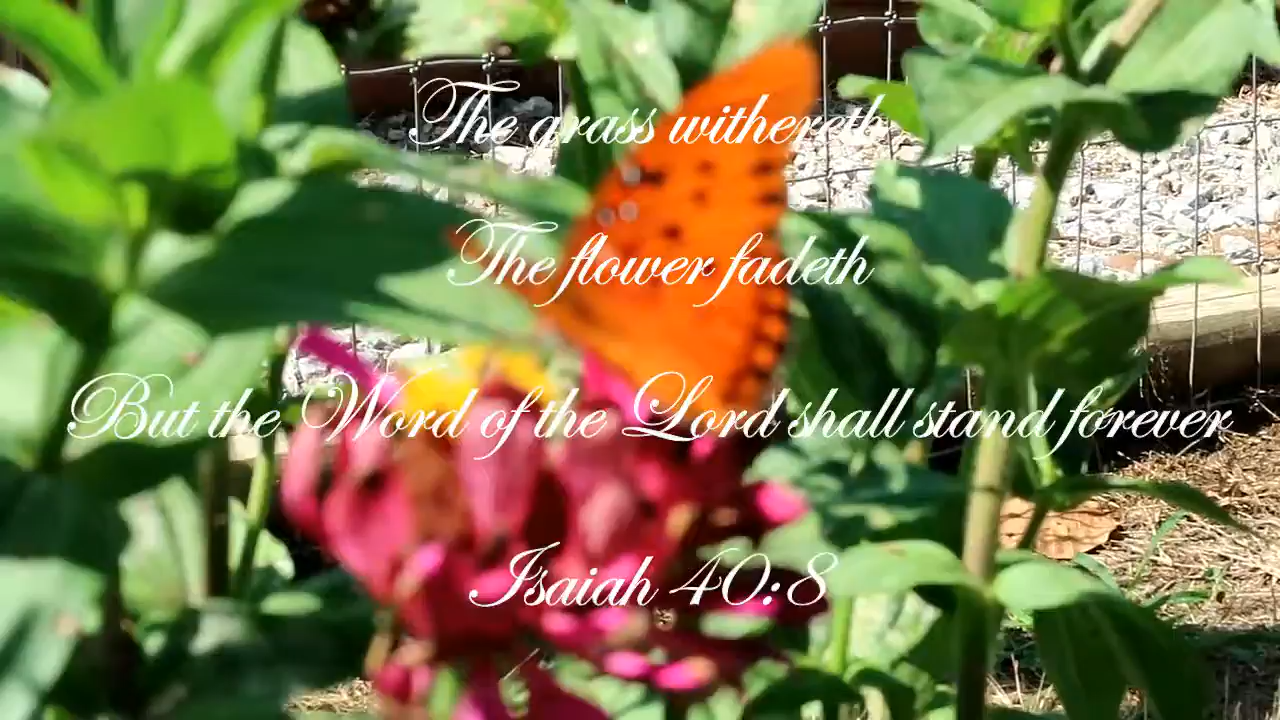 The grass withereth
The flower fadeth
But the Word of the Lord shall stand forever
Isaiah 40:8